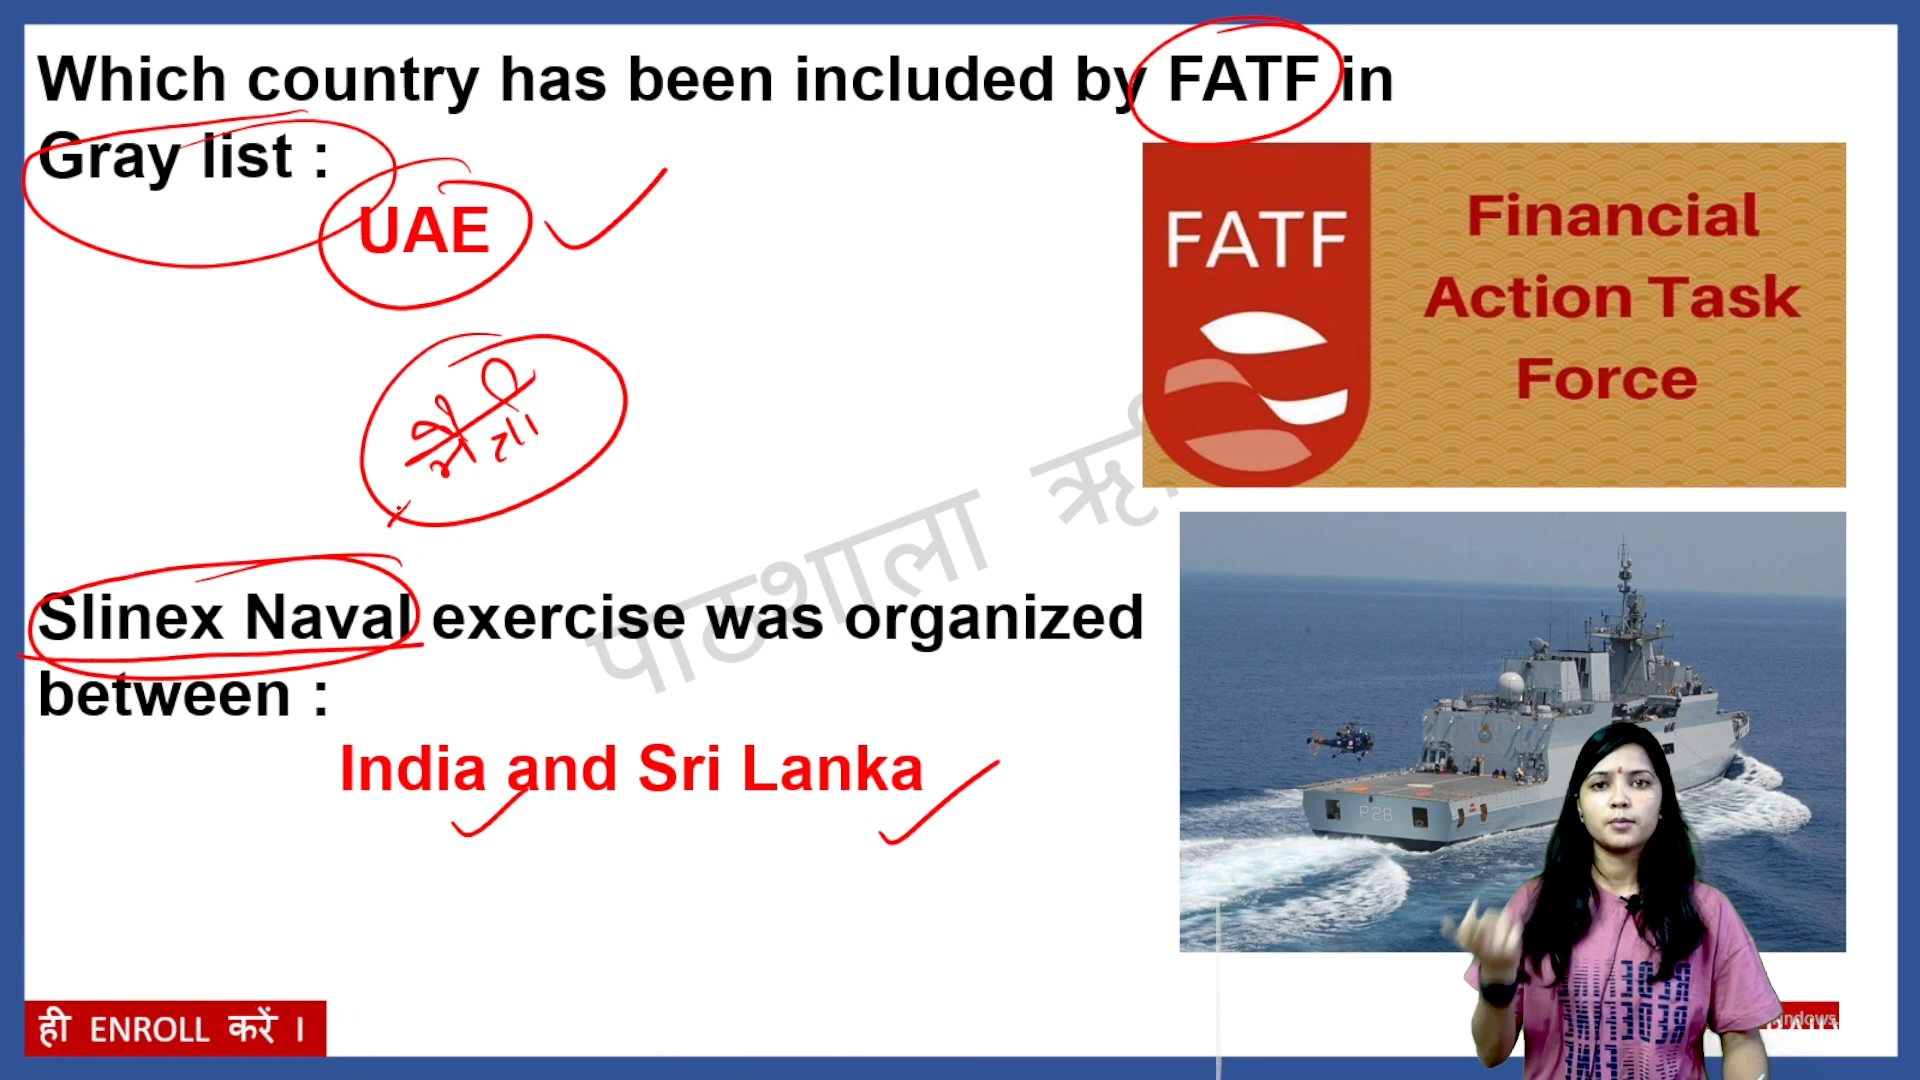 Which country has been included by FATF in
Gray list :
UAE
FATF
Financial
Action Task
Force
पाठशाला
Slinex Naval exercise was organized
between :
India and Sri Lanka
P28
ही ENROLL करें ।